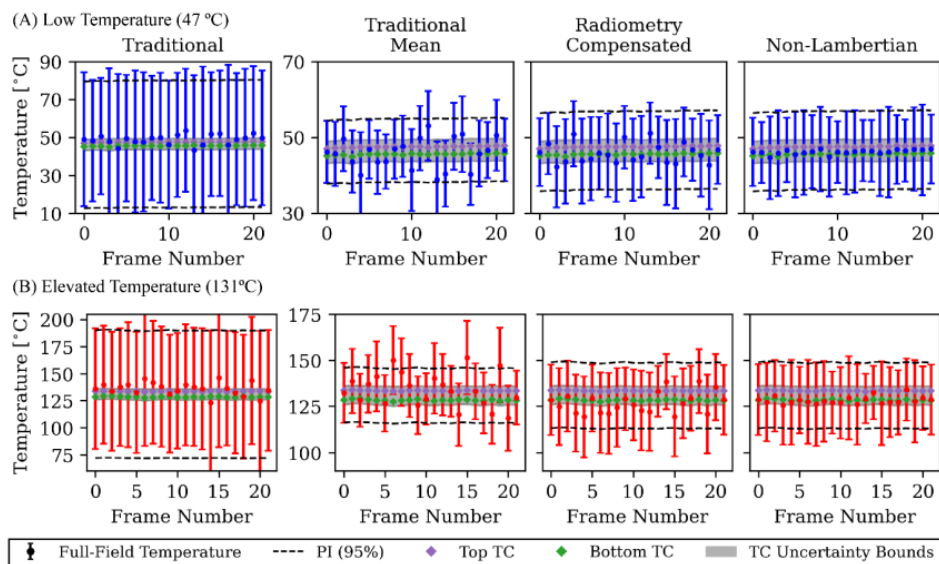 (A) Low Temperature (47 ºC)
Traditional
Traditional Mean
Radiometry Compensated
Non-Lambertian
Temperature [°C]
90
70
50
30
10
70
50
30
0 10 20
0 10 20
0 10 20
0 10 20
Frame Number
Frame Number
Frame Number
Frame Number
(B) Elevated Temperature (131ºC)
Temperature [°C]
200
175
150
125
100
75
175
150
125
100
0 5 10 15 20
0 5 10 15 20
0 5 10 15 20
0 5 10 15 20
Frame Number
Frame Number
Frame Number
Frame Number
Full-Field Temperature
PI (95%)
Top TC
Bottom TC
TC Uncertainty Bounds